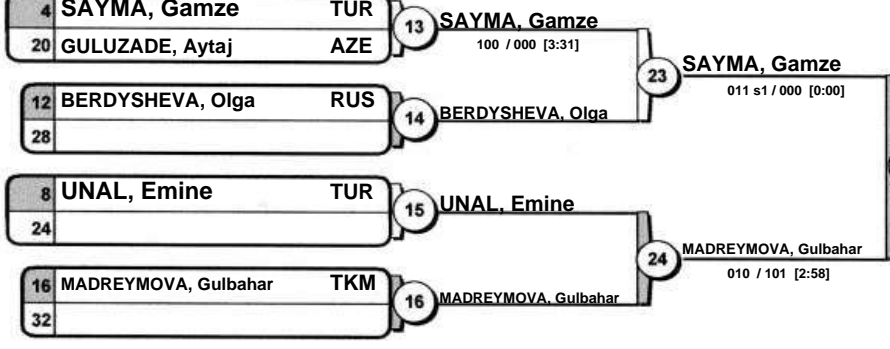 4 SAYMA, Gamze TUR
20 GULUZADE, Aytaj AZE
13 SAYMA, Gamze
100 / 000 [3:31]
12 BERDYSHEVA, Olga RUS
28
14 BERDYSHEVA, Olga
23 SAYMA, Gamze
011 s1 / 000 [0:00]
8 UNAL, Emine TUR
24
15 UNAL, Emine
16 MADREYMOVA, Gulbahar TKM
32
16 MADREYMOVA, Gulbahar
24 MADREYMOVA, Gulbahar
010 / 101 [2:58]